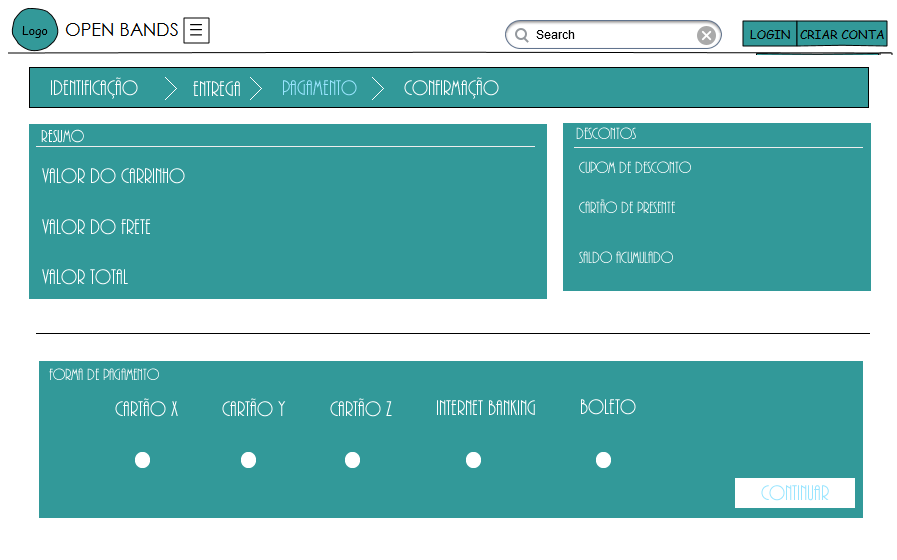 Logo OPEN BANDS Search LOGIN CRIAR CONTA
IDENTIFICAÇÃO ENTREGA PAGAMENTO CONFIRMAÇÃO
RESUMO
VALOR DO CARRINHO
VALOR DO FRETE
VALOR TOTAL
DESCONTOS
CUPOM DE DESCONTO
CARTÃO DE PRESENTE
SALDO ACUMULADO
FORMA DE PAGAMENTO
CARTÃO X CARTÃO Y CARTÃO Z INTERNET BANKING BOLETO
CONTINUAR